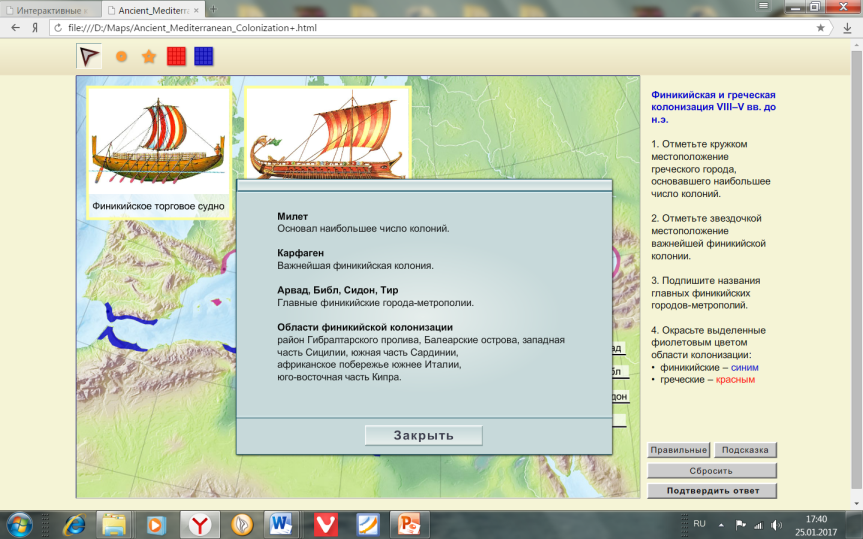 Интерактивные к
Ancient_Mediterra
file:///D:/Maps/Ancient_Mediterranean_Colonization+.html
Финикийское торговое судно
Милет
Основал наибольшее число колоний.
Карфаген
Важнейшая финикийская колония.
Арвад, Библ, Сидон, Тир
Главные финикийские города-метрополии.
Области финикийской колонизации
район Гибралтарского пролива, Балеарские острова, западная
часть Сицилии, южная часть Сардинии,
африканское побережье южнее Италии,
юго-восточная часть Кипра.
Закрыть
ад
бл
дон
Финикийская и греческая
колонизация VIII–V вв. до
н.э.
1. Отметьте кружком
местоположение
греческого города,
основавшего наибольшее
число колоний.
2. Отметьте звездочкой
местоположение
важнейшей финикийской
колонии.
3. Подпишите названия
главных финикийских
городов-метрополий.
4. Окрасьте выделенные
фиолетовым цветом
области колонизации:
• финикийские – синим
• греческие – красным
Правильные
Подсказка
Сбросить
Подтвердить ответ
RU
17:40
25.01.2017